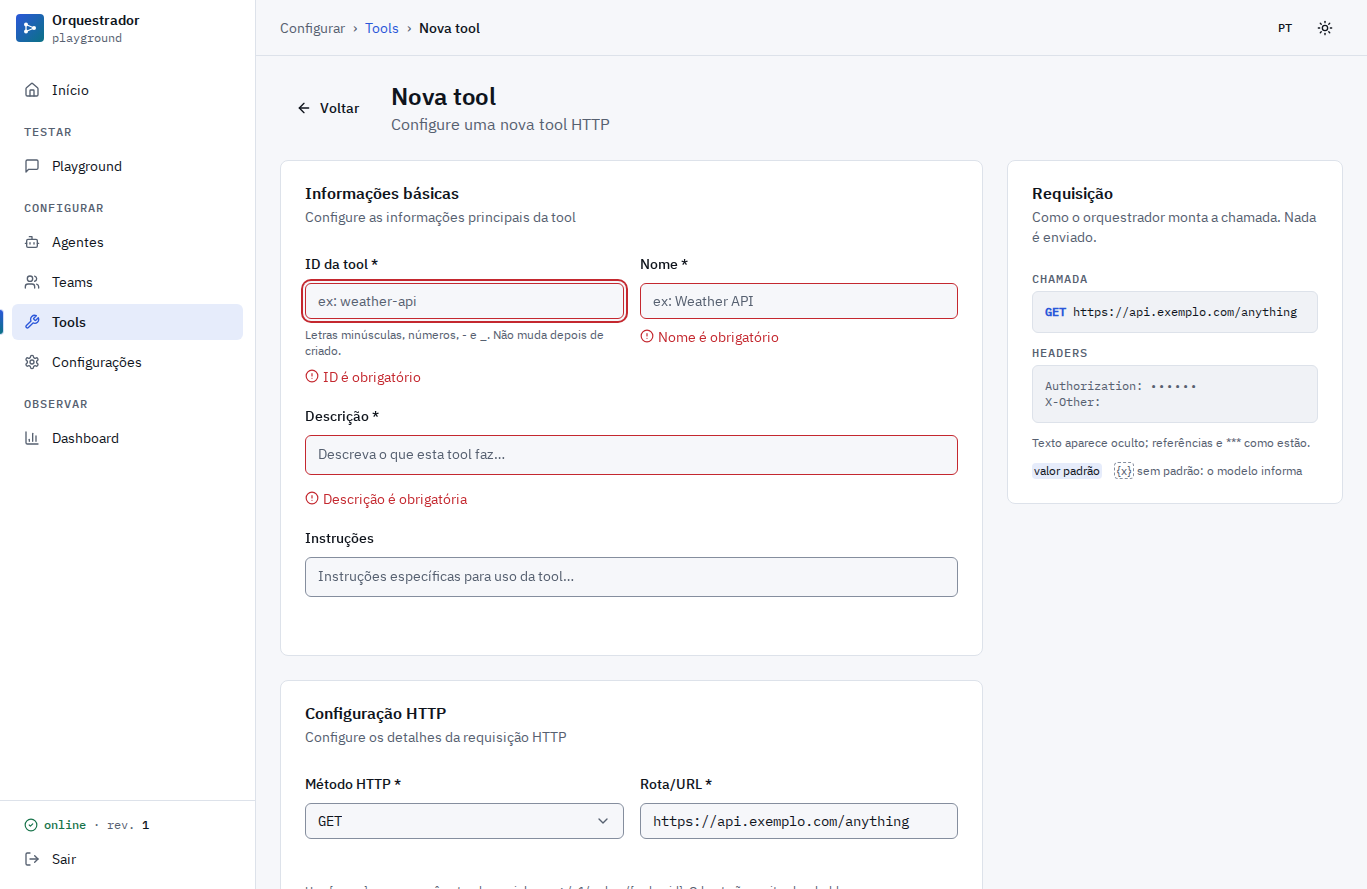 Orquestrador
playground
Início
TESTAR
Playground
CONFIGURAR
Agentes
Teams
Tools
Configurações
OBSERVAR
Dashboard
online · rev. 1
Sair
Configurar › Tools › Nova tool
PT
Voltar
Nova tool
Configure uma nova tool HTTP
Informações básicas
Configure as informações principais da tool
ID da tool *
ex: weather-api
Letras minúsculas, números, - e _. Não muda depois de
criado.
ID é obrigatório
Nome *
ex: Weather API
Nome é obrigatório
Descrição *
Descreva o que esta tool faz...
Descrição é obrigatória
Instruções
Instruções específicas para uso da tool...
Configuração HTTP
Configure os detalhes da requisição HTTP
Método HTTP *
GET
Rota/URL *
https://api.exemplo.com/anything
Requisição
Como o orquestrador monta a chamada. Nada
é enviado.
CHAMADA
GET https://api.exemplo.com/anything
HEADERS
Authorization: ••••••
X-Other:
Texto aparece oculto; referências e *** como estão.
valor padrão {x} sem padrão: o modelo informa